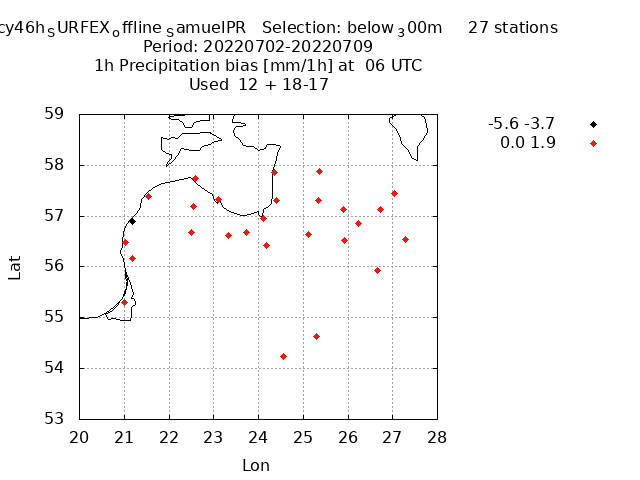 cy46h_SURFEX_offline_SamuelPR   Selection: below_300m     27 stations
Period: 20220702-20220709
1h Precipitation bias [mm/1h] at  06 UTC
Used  12 + 18-17
-5.6 -3.7
0.0 1.9
59
58
57
56
55
54
53
Lat
20 21 22 23 24 25 26 27 28
Lon